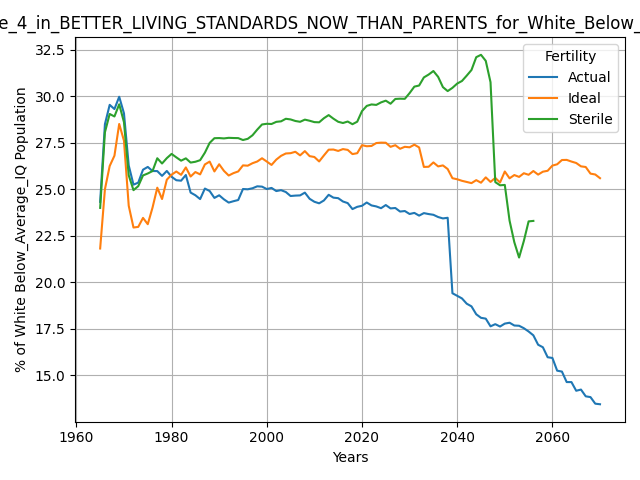 e_4_in_BETTER_LIVING_STANDARDS_NOW_THAN_PARENTS_for_White_Below_
Fertility
Actual
Ideal
Sterile
% of White Below_Average_IQ Population
32.5
30.0
27.5
25.0
22.5
20.0
17.5
15.0
1960
1980
2000
2020
2040
2060
Years